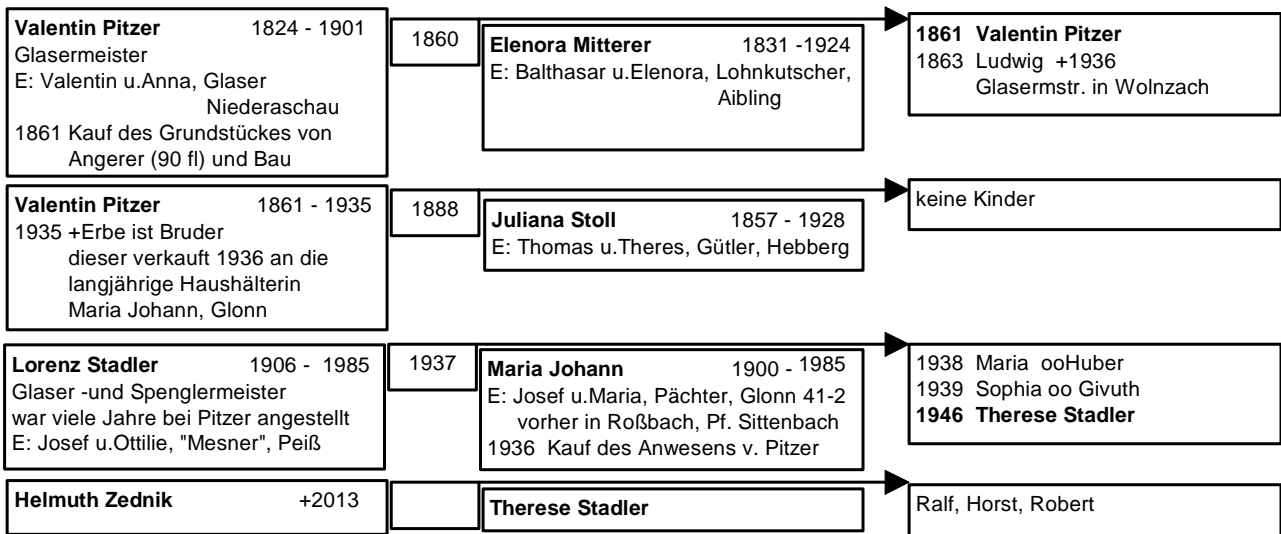 Valentin Pitzer 1824 - 1901
Glasermeister
E: Valentin u.Anna, Glaser
Niederaschau
1861 Kauf des Grundstückes von
Angerer (90 fl) und Bau
1860
Elenora Mitterer 1831 -1924
E: Balthasar u.Elenora, Lohnkutscher,
Aibling
1861 Valentin Pitzer
1863 Ludwig +1936
Glasermstr. in Wolnzach
Valentin Pitzer 1861 - 1935
1935 +Erbe ist Bruder
dieser verkauft 1936 an die
langjährige Haushälterin
Maria Johann, Glonn
1888
Juliana Stoll 1857 - 1928
E: Thomas u.Theres, Gütler, Hebberg
keine Kinder
Lorenz Stadler 1906 - 1985
Glaser -und Spenglermeister
war viele Jahre bei Pitzer angestellt
E: Josef u.Ottilie, "Mesner", Peiß
1937
Maria Johann 1900 - 1985
E: Josef u.Maria, Pächter, Glonn 41-2
vorher in Roßbach, Pf. Sittenbach
1936 Kauf des Anwesens v. Pitzer
1938 Maria ooHuber
1939 Sophia oo Givuth
1946 Therese Stadler
Helmuth Zednik +2013
Therese Stadler
Ralf, Horst, Robert